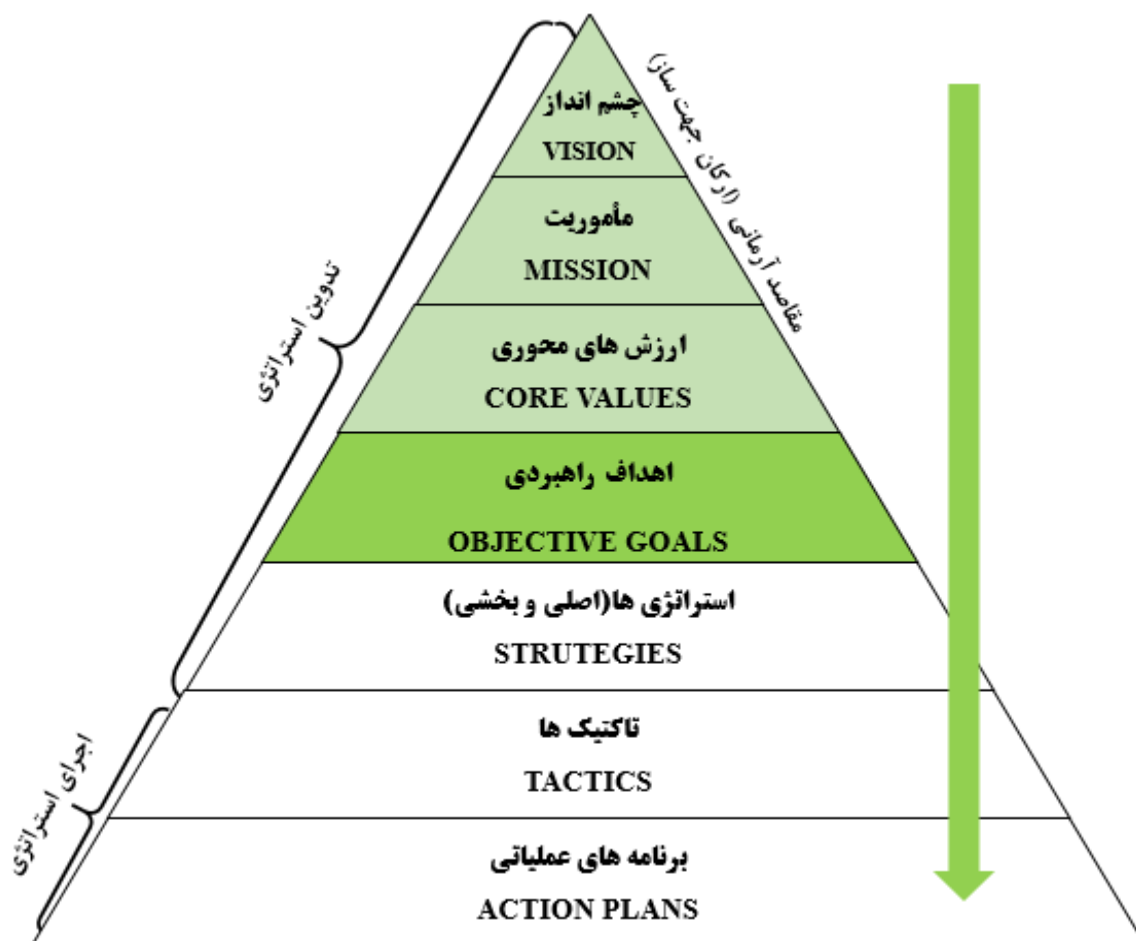 چشم انداز
VISION
مأموریت
MISSION
ارزش های محوری
CORE VALUES
اهداف راهبردی
OBJECTIVE GOALS
استراتژی ها(اصلی و بخشی)
STRUTEGIES
تاکتیک ها
TACTICS
برنامه های عملیاتی
ACTION PLANS
مقاصد آرمانی (ارکان جهت ساز)
تدوین استراتژی
اجرای استراتژی